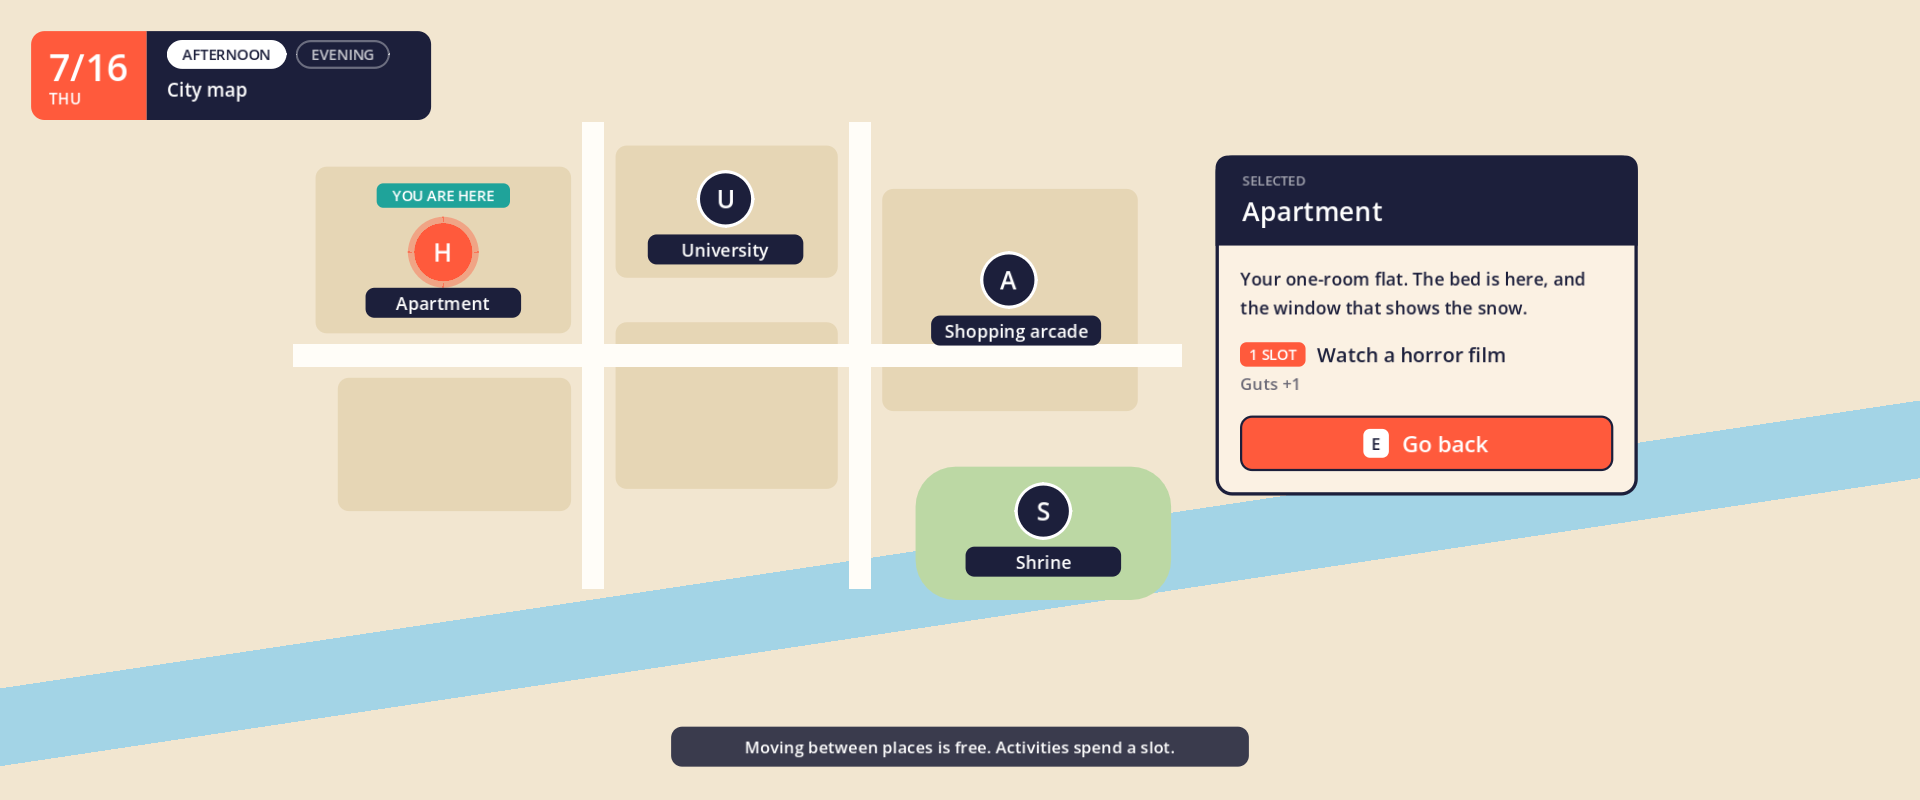 7/16
THU
AFTERNOON
EVENING
City map
YOU ARE HERE
H
Apartment
U
University
A
Shopping arcade
S
Shrine
SELECTED
Apartment
Your one-room flat. The bed is here, and
the window that shows the snow.
1 SLOT Watch a horror film
Guts +1
E Go back
Moving between places is free. Activities spend a slot.